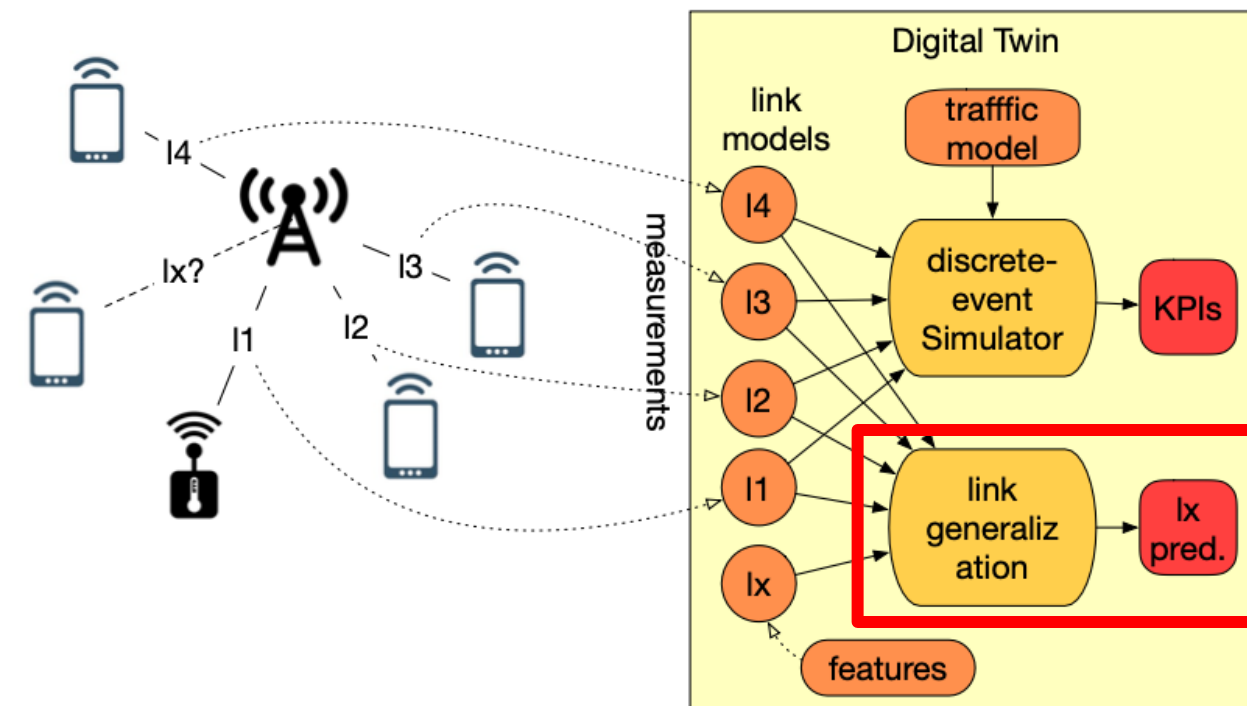 Digital Twin
link
models
trafffic
model
l4
l4
l3
lx?
l3
measurements
discrete-
event
Simulator
KPIs
l1
l2
l2
l1
link
generaliz
ation
lx
pred.
lx
features